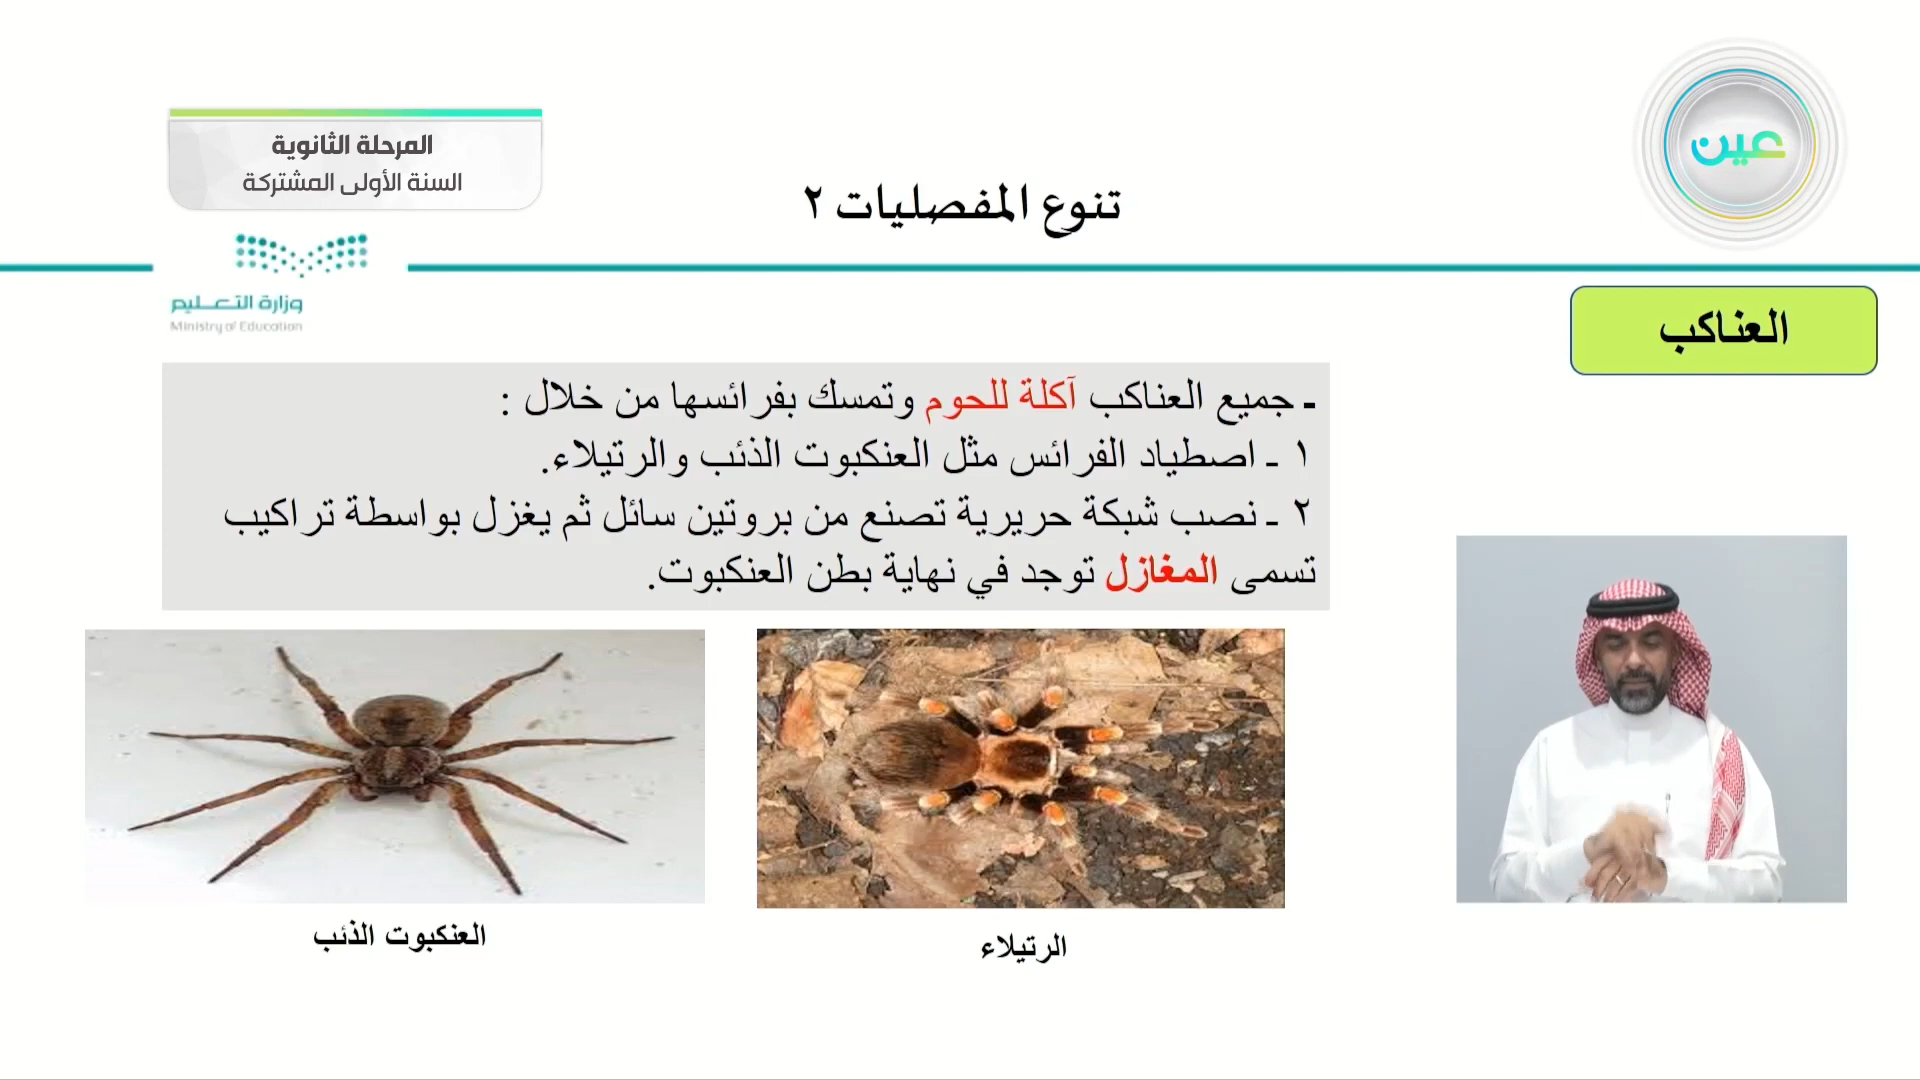 عين
المرحلة الثانوية
السنة الأولى المشتركة
تنوع المفصليات ٢
وزارة التعـــليم
Ministry of Education
العناكب
ـ جميع العناكب آكلة للحوم وتمسك بفرائسها من خلال :
١ ـ اصطياد الفرائس مثل العنكبوت الذئب والرتيلاء.
٢ ـ نصب شبكة حريرية تصنع من بروتين سائل ثم يغزل بواسطة تراكيب
تسمى المغازل توجد في نهاية بطن العنكبوت.
الرتيلاء
العنكبوت الذئب